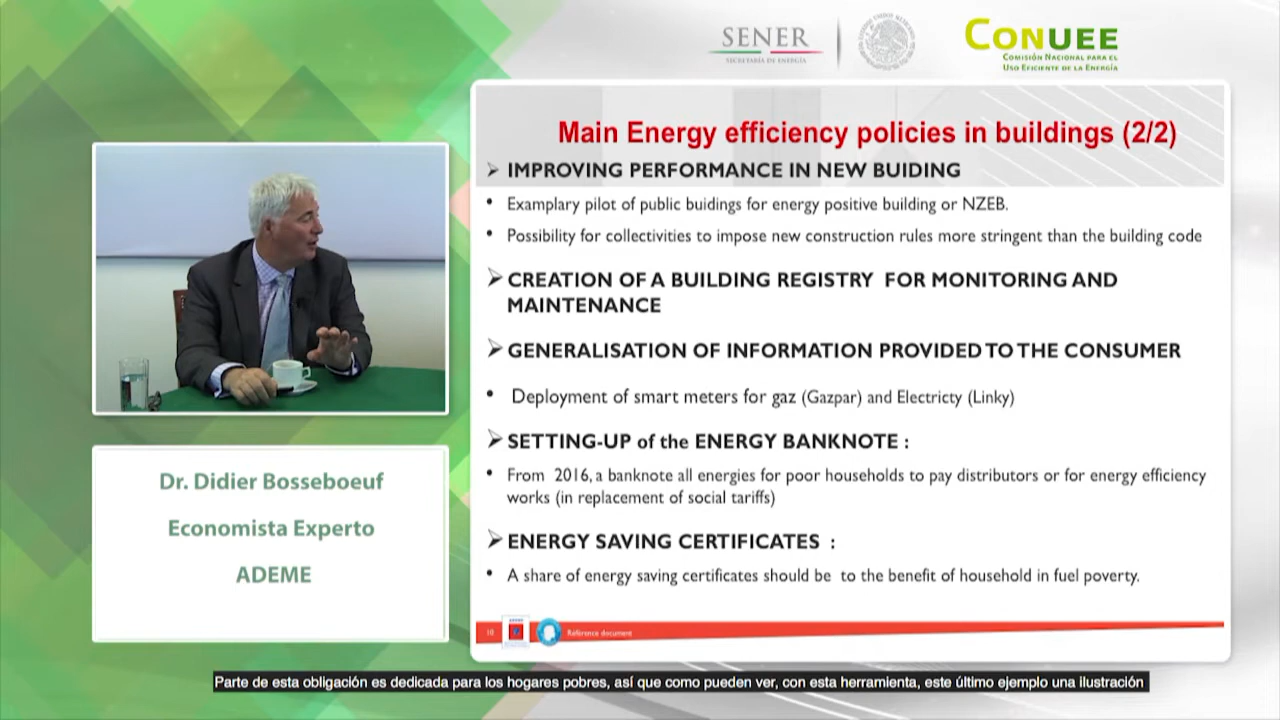 SENER
SECRETARÍA DE ENERGÍA
CONUEE
COMISIÓN NACIONAL PARA EL
USO EFICIENTE DE LA ENERGÍA
Main Energy efficiency policies in buildings (2/2)
➢ IMPROVING PERFORMANCE IN NEW BUIDING
• Examplary pilot of public buidings for energy positive building or NZEB.
• Possibility for collectivities to impose new construction rules more stringent than the building code
➢ CREATION OF A BUILDING REGISTRY FOR MONITORING AND
MAINTENANCE
➢ GENERALISATION OF INFORMATION PROVIDED TO THE CONSUMER
• Deployment of smart meters for gaz (Gazpar) and Electricty (Linky)
➢ SETTING-UP of the ENERGY BANKNOTE :
• From 2016, a banknote all energies for poor households to pay distributors or for energy efficiency
works (in replacement of social tariffs)
➢ ENERGY SAVING CERTIFICATES :
• A share of energy saving certificates should be to the benefit of household in fuel poverty.
10
Reference document
Dr. Didier Bosseboeuf
Economista Experto
ADEME
Parte de esta obligación es dedicada para los hogares pobres, así que como pueden ver, con esta herramienta, este último ejemplo una ilustración